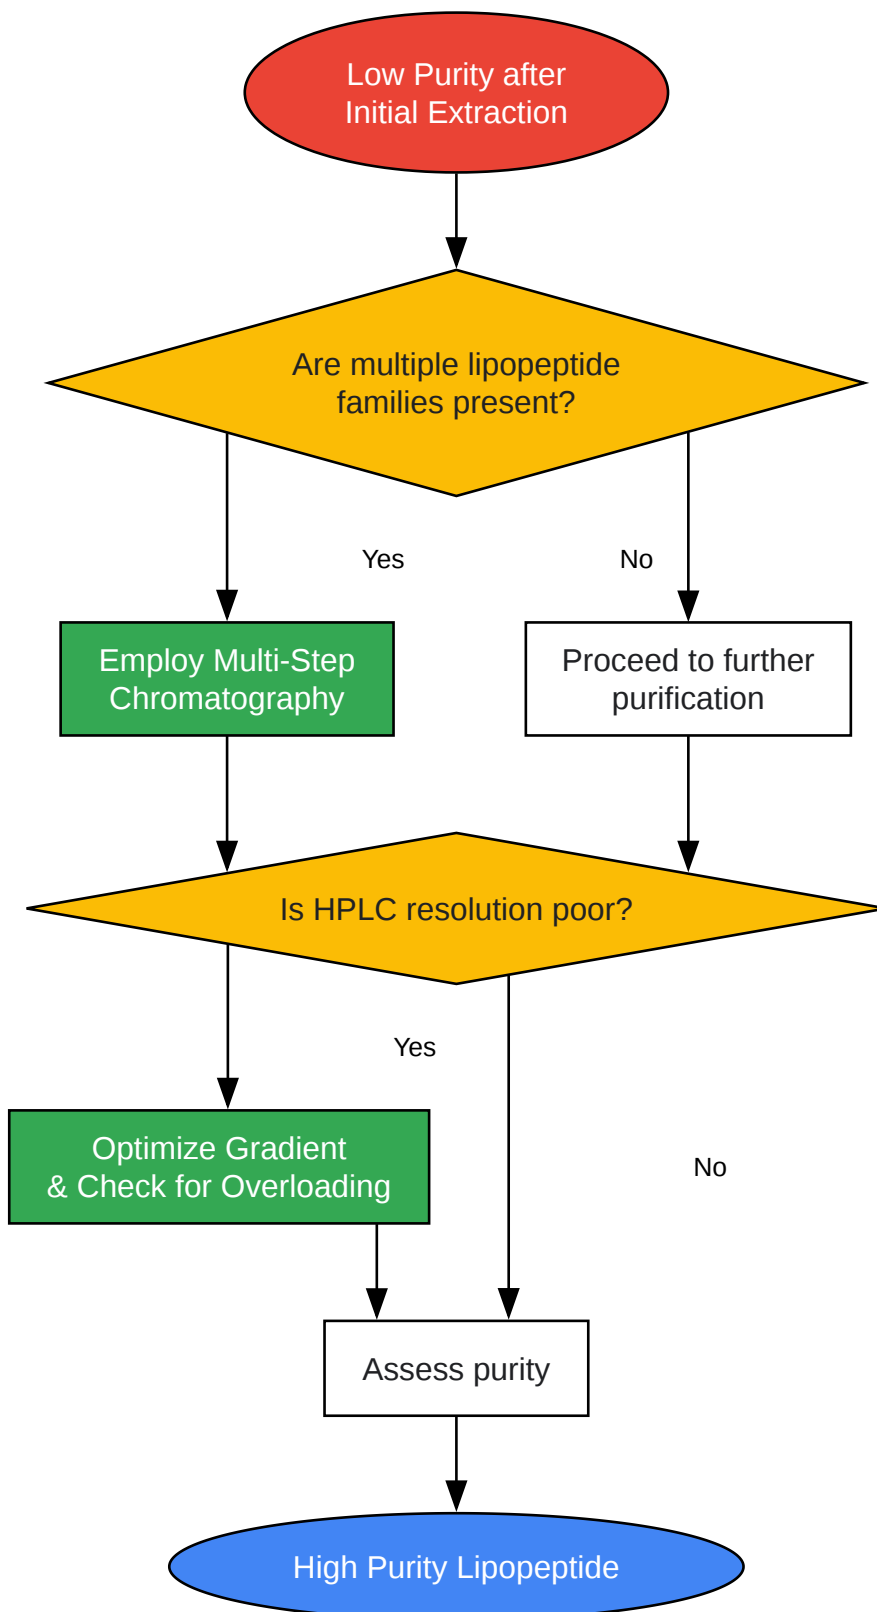 Low Purity after
Initial Extraction
Are multiple lipopeptide
families present?
Yes
No
Employ Multi-Step
Chromatography
Proceed to further
purification
Is HPLC resolution poor?
Yes
Optimize Gradient
& Check for Overloading
No
Assess purity
High Purity Lipopeptide